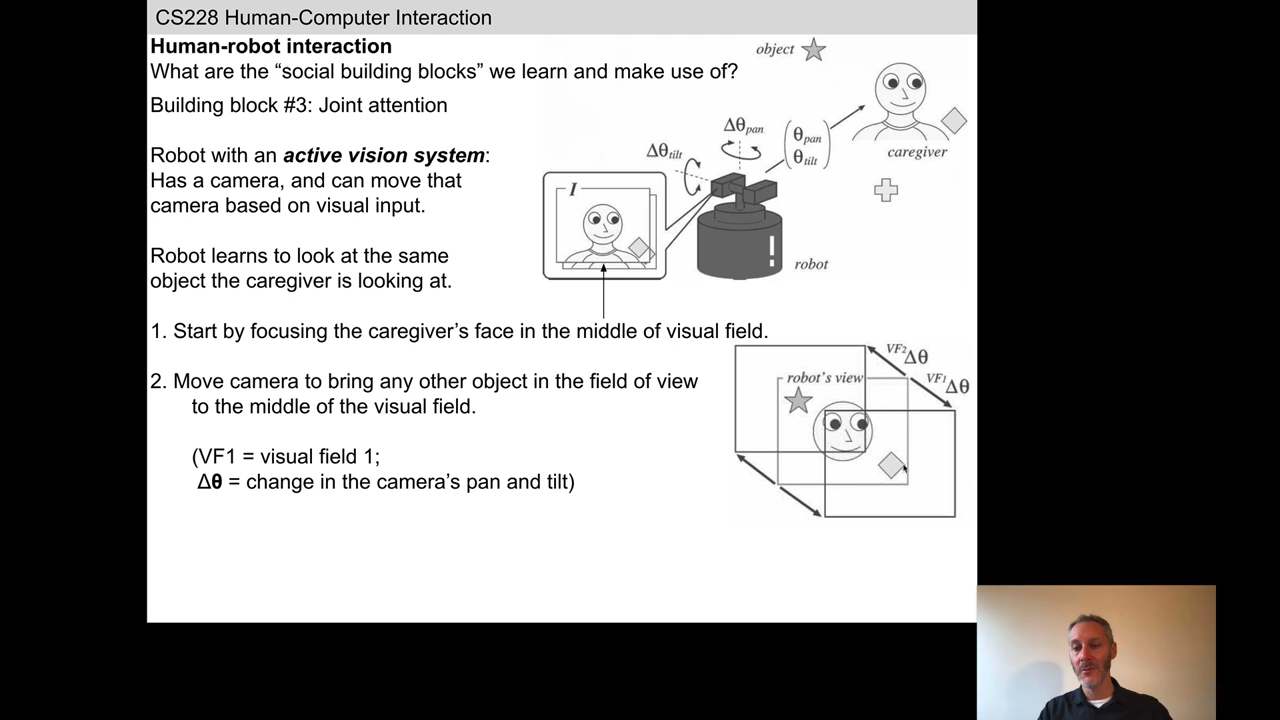 CS228 Human-Computer Interaction
Human-robot interaction
What are the “social building blocks” we learn and make use of?
Building block #3: Joint attention
Robot with an active vision system:
Has a camera, and can move that
camera based on visual input.
Robot learns to look at the same
object the caregiver is looking at.
object
Δθpan
Δθtilt
θpan
θtilt
caregiver
I
robot
1. Start by focusing the caregiver’s face in the middle of visual field.
2. Move camera to bring any other object in the field of view
to the middle of the visual field.
(VF1 = visual field 1;
Δθ = change in the camera’s pan and tilt)
VF2Δθ
VF1Δθ
robot's view